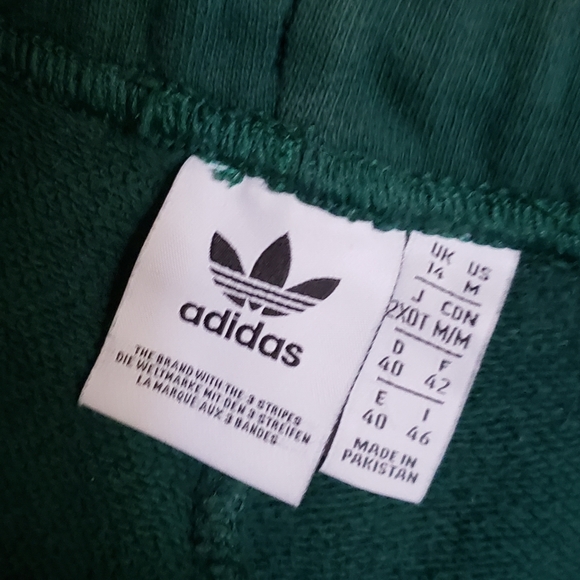 adidas
THE BRAND WITH THE 3 STRIPES
DIE WELTMARKE MIT DEN 3 STREIFEN
LA MARQUE AUX 3 BANDES
UK US
14 M
J CDN
2XOT M/M
D F
40 42
E I
40 46
MADE IN
PAKISTAN